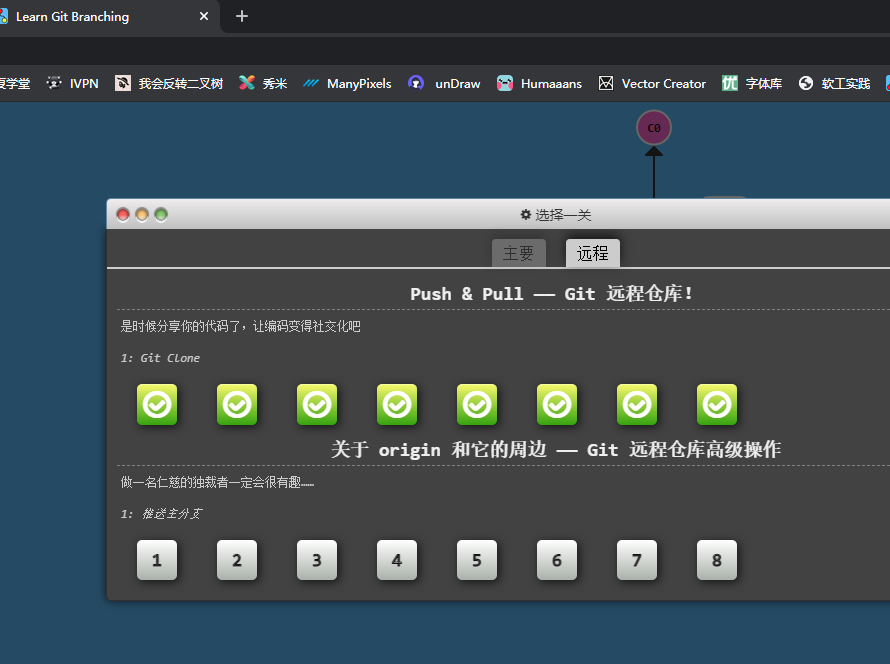 Learn Git Branching
夏学堂 IVPN 我会反转二叉树 秀米 ManyPixels unDraw Humaaans Vector Creator 优 字体库 软工实践
C0
选择一关
主要 远程
Push & Pull —— Git 远程仓库！
是时候分享你的代码了，让编码变得社交化吧
1: Git Clone
关于 origin 和它的周边 —— Git 远程仓库高级操作
做一名仁慈的独裁者一定会很有趣……
1: 推送主分支
1 2 3 4 5 6 7 8